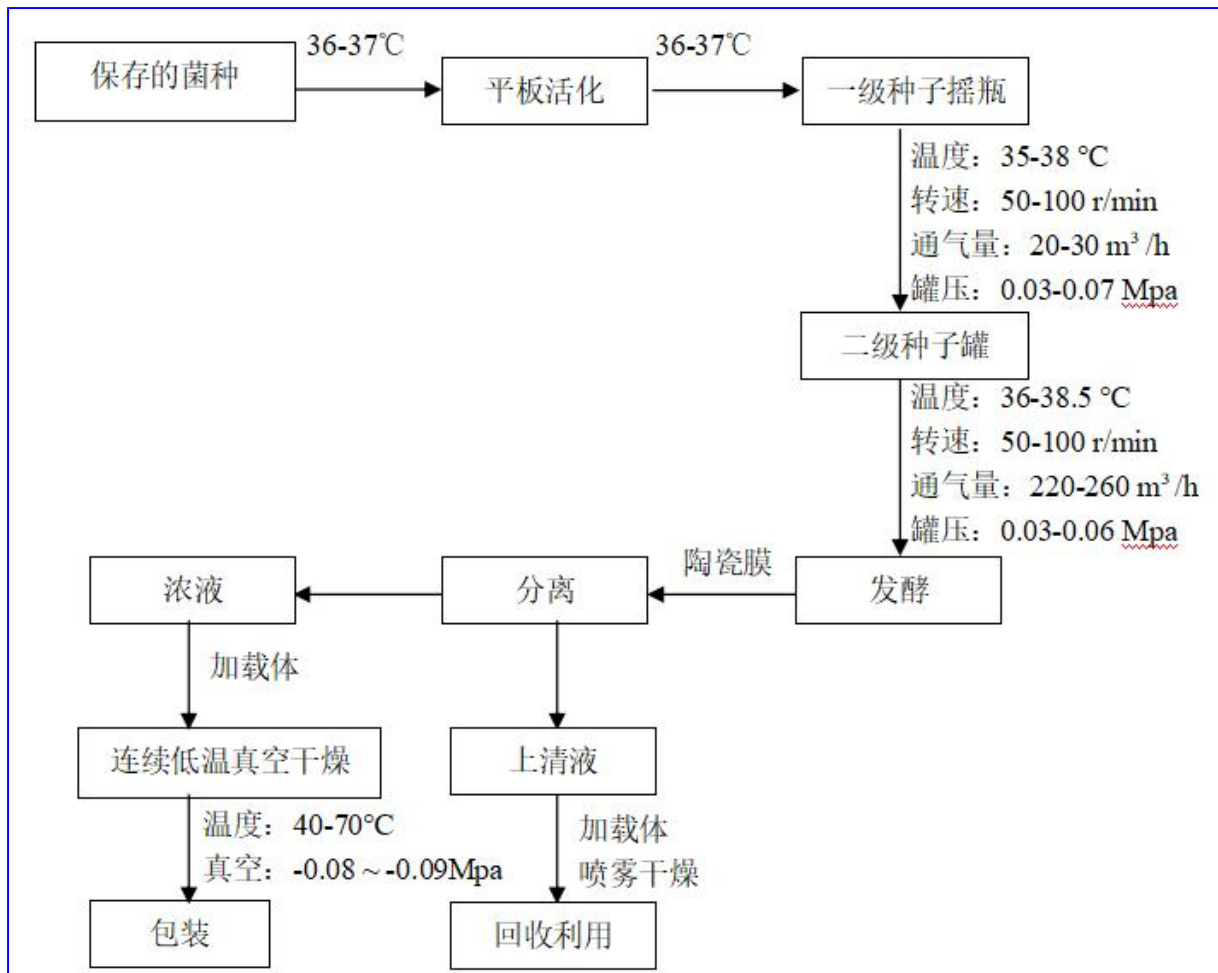 36-37℃
36-37℃
保存的菌种
平板活化
一级种子摇瓶
温度：35-38 ℃
转速：50-100 r/min
通气量：20-30 m³ /h
罐压：0.03-0.07 Mpa
二级种子罐
温度：36-38.5 ℃
转速：50-100 r/min
通气量：220-260 m³ /h
罐压：0.03-0.06 Mpa
发酵
陶瓷膜
分离
浓液
加载体
连续低温真空干燥
温度：40-70℃
真空：-0.08 ~ -0.09Mpa
包装
上清液
加载体
喷雾干燥
回收利用